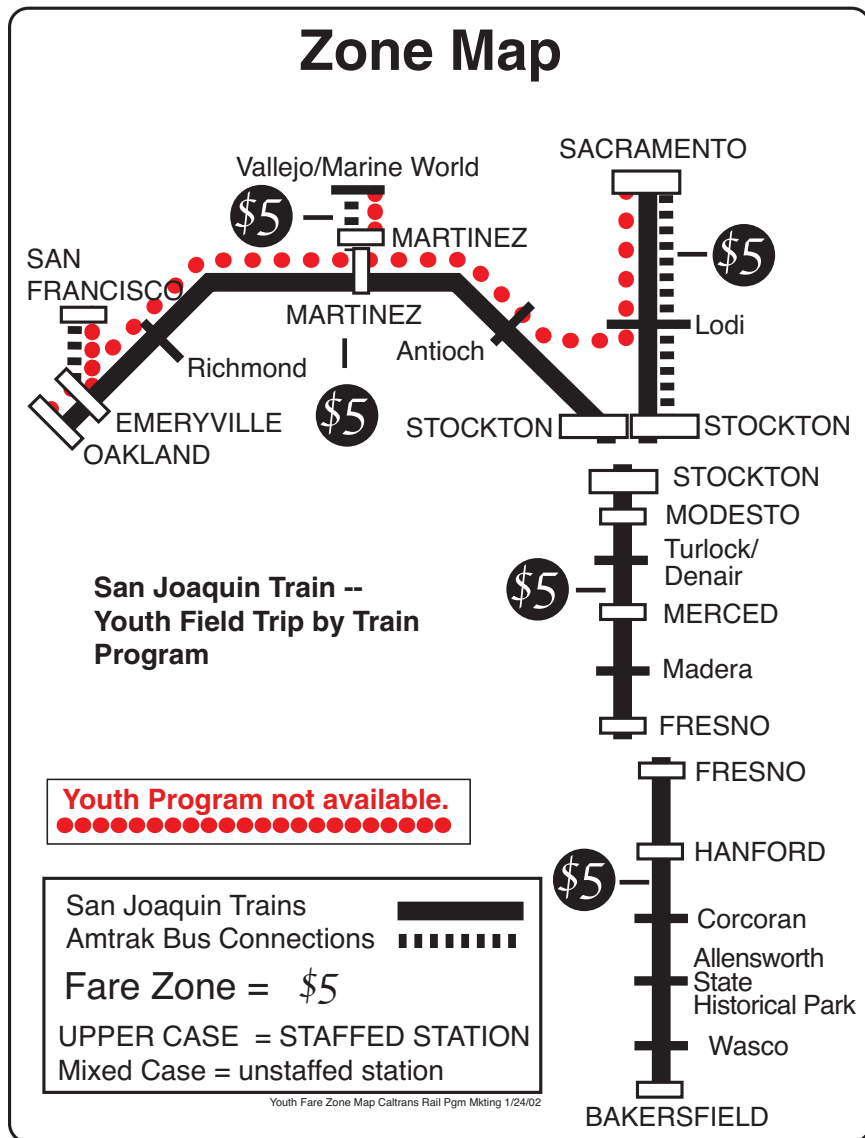 Zone Map
SACRAMENTO
Vallejo/Marine World
$5
MARTINEZ
$5
SAN
FRANCISCO
MARTINEZ
Lodi
Antioch
Richmond
$5
EMERYVILLE
OAKLAND
STOCKTON
STOCKTON
STOCKTON
MODESTO
Turlock/
Denair
$5
MERCED
Madera
FRESNO
San Joaquin Train --
Youth Field Trip by Train
Program
FRESNO
Youth Program not available.
HANFORD
$5
Corcoran
Allensworth
State
Historical Park
Wasco
BAKERSFIELD
San Joaquin Trains
Amtrak Bus Connections
Fare Zone = $5
UPPER CASE = STAFFED STATION
Mixed Case = unstaffed station
Youth Fare Zone Map Caltrans Rail Pgm Mkting 1/24/02